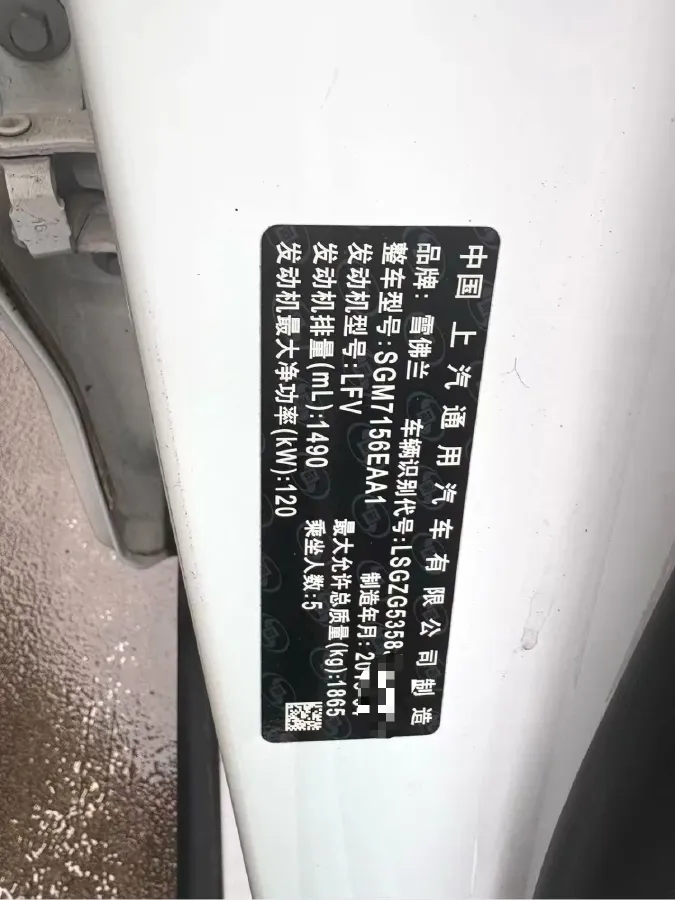 中国 上汽通用汽车有限公司制造
品牌: 雪佛兰 车辆识别代号:LSGZG5358
整车型号:SGM7156EAA1
发动机型号:LFV 制造年月:
发动机排量(mL):1490 最大允许总质量(kg):1865
发动机最大净功率(kW):120 乘坐人数:5